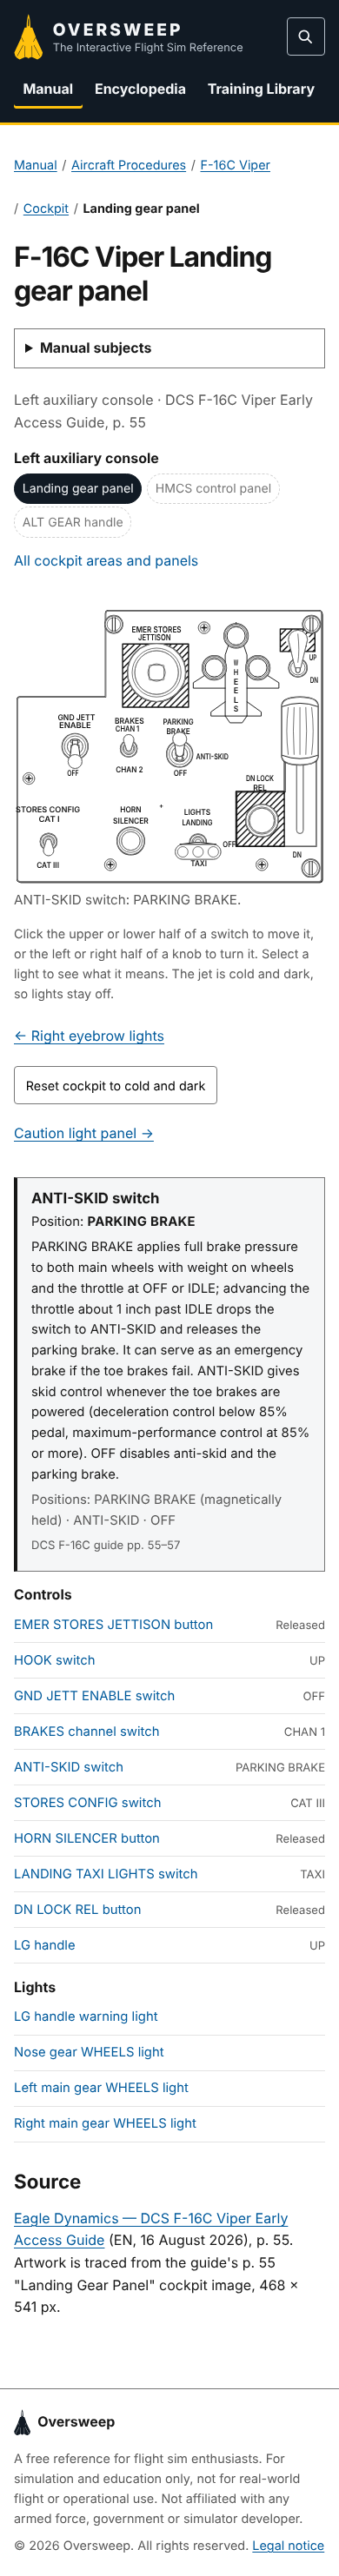 OVERSWEEP
The Interactive Flight Sim Reference
Manual Encyclopedia Training Library
Manual / Aircraft Procedures / F-16C Viper
/ Cockpit / Landing gear panel
F-16C Viper Landing
gear panel
▶ Manual subjects
Left auxiliary console · DCS F-16C Viper Early
Access Guide, p. 55
Left auxiliary console
Landing gear panel HMCS control panel
ALT GEAR handle
All cockpit areas and panels
EMER STORES
JETTISON
WHEELS
UP
DN
GND JETT
ENABLE
OFF
BRAKES
CHAN 1
CHAN 2
PARKING
BRAKE
ANTI-SKID
OFF
DN LOCK
REL
STORES CONFIG
CAT I
CAT III
HORN
SILENCER
LIGHTS
LANDING
OFF
TAXI
DN
ANTI-SKID switch: PARKING BRAKE.
Click the upper or lower half of a switch to move it,
or the left or right half of a knob to turn it. Select a
light to see what it means. The jet is cold and dark,
so lights stay off.
← Right eyebrow lights
Reset cockpit to cold and dark
Caution light panel →
ANTI-SKID switch
Position: PARKING BRAKE
PARKING BRAKE applies full brake pressure
to both main wheels with weight on wheels
and the throttle at OFF or IDLE; advancing the
throttle about 1 inch past IDLE drops the
switch to ANTI-SKID and releases the
parking brake. It can serve as an emergency
brake if the toe brakes fail. ANTI-SKID gives
skid control whenever the toe brakes are
powered (deceleration control below 85%
pedal, maximum-performance control at 85%
or more). OFF disables anti-skid and the
parking brake.
Positions: PARKING BRAKE (magnetically
held) · ANTI-SKID · OFF
DCS F-16C guide pp. 55–57
Controls
EMER STORES JETTISON button Released
HOOK switch UP
GND JETT ENABLE switch OFF
BRAKES channel switch CHAN 1
ANTI-SKID switch PARKING BRAKE
STORES CONFIG switch CAT III
HORN SILENCER button Released
LANDING TAXI LIGHTS switch TAXI
DN LOCK REL button Released
LG handle UP
Lights
LG handle warning light
Nose gear WHEELS light
Left main gear WHEELS light
Right main gear WHEELS light
Source
Eagle Dynamics — DCS F-16C Viper Early
Access Guide (EN, 16 August 2026), p. 55.
Artwork is traced from the guide's p. 55
"Landing Gear Panel" cockpit image, 468 ×
541 px.
Oversweep
A free reference for flight sim enthusiasts. For
simulation and education only, not for real-world
flight or operational use. Not affiliated with any
armed force, government or simulator developer.
© 2026 Oversweep. All rights reserved. Legal notice